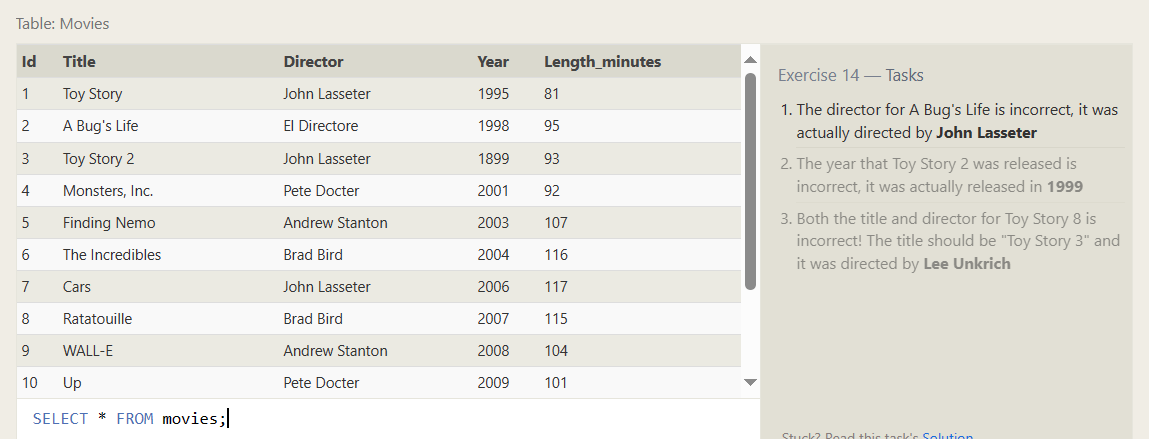 Table: Movies
Id Title Director Year Length_minutes
1 Toy Story John Lasseter 1995 81
2 A Bug's Life El Directore 1998 95
3 Toy Story 2 John Lasseter 1899 93
4 Monsters, Inc. Pete Docter 2001 92
5 Finding Nemo Andrew Stanton 2003 107
6 The Incredibles Brad Bird 2004 116
7 Cars John Lasseter 2006 117
8 Ratatouille Brad Bird 2007 115
9 WALL-E Andrew Stanton 2008 104
10 Up Pete Docter 2009 101
SELECT * FROM movies;
Exercise 14 — Tasks
1. The director for A Bug's Life is incorrect, it was
actually directed by John Lasseter
2. The year that Toy Story 2 was released is
incorrect, it was actually released in 1999
3. Both the title and director for Toy Story 8 is
incorrect! The title should be "Toy Story 3" and
it was directed by Lee Unkrich
Stuck? Read this task's Solution